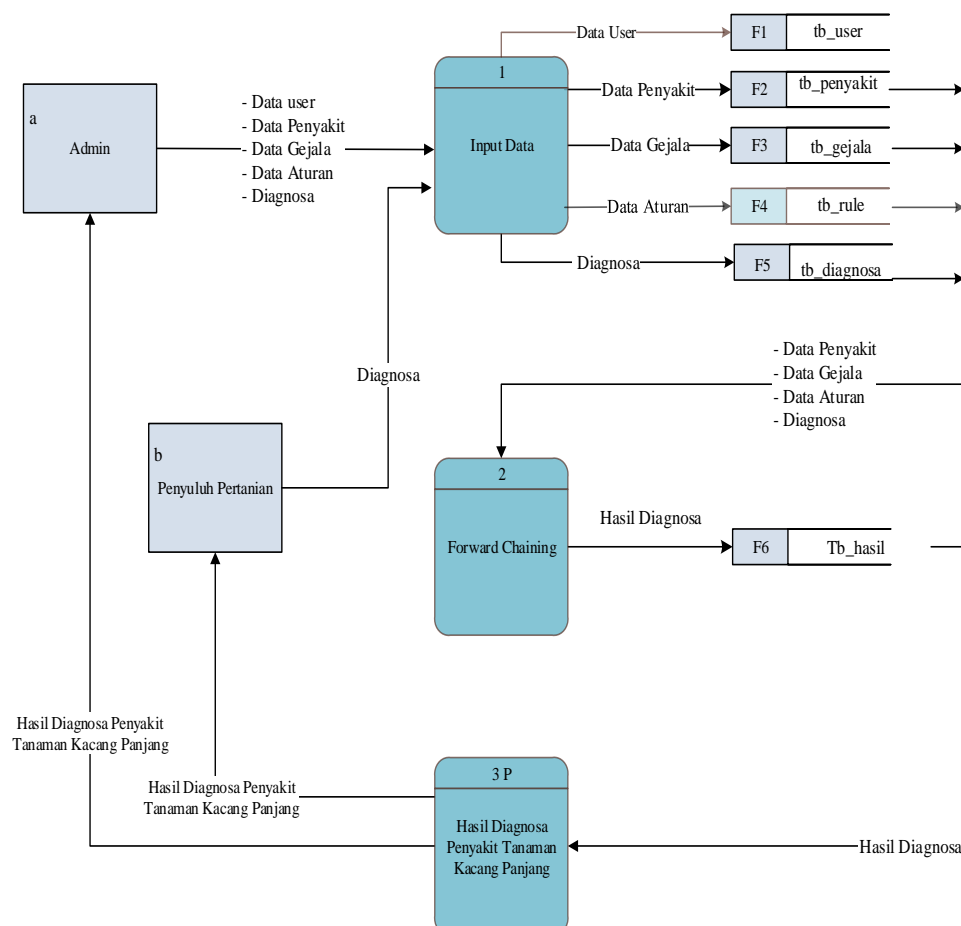 Data User
F1
tb_user
1
a
Admin
- Data user
- Data Penyakit
- Data Gejala
- Data Aturan
- Diagnosa
Input Data
Data Penyakit
F2
tb_penyakit
Data Gejala
F3
tb_gejala
Data Aturan
F4
tb_rule
Diagnosa
F5
tb_diagnosa
Diagnosa
- Data Penyakit
- Data Gejala
- Data Aturan
- Diagnosa
b
Penyuluh Pertanian
2
Forward Chaining
Hasil Diagnosa
F6
Tb_hasil
Hasil Diagnosa Penyakit
Tanaman Kacang Panjang
Hasil Diagnosa Penyakit
Tanaman Kacang Panjang
3 P
Hasil Diagnosa
Penyakit Tanaman
Kacang Panjang
Hasil Diagnosa